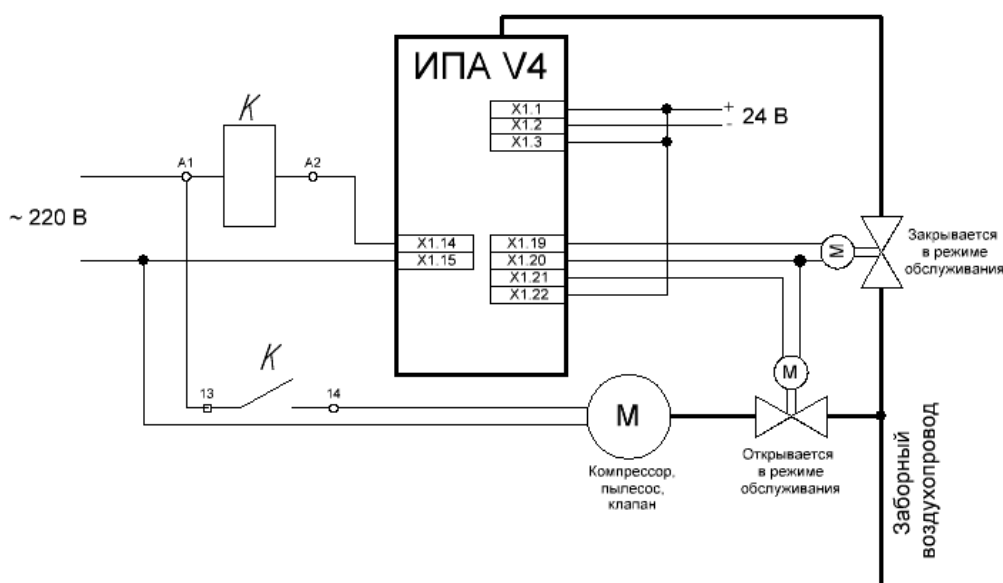 ИПА V4
X1.1
X1.2
X1.3
+
-
24 В
K
A1
A2
~ 220 В
X1.14
X1.15
X1.19
X1.20
X1.21
X1.22
M
Закрывается
в режиме
обслуживания
M
K
13
14
M
Компрессор,
пылесос,
клапан
Открывается
в режиме
обслуживания
Заборный
воздухопровод